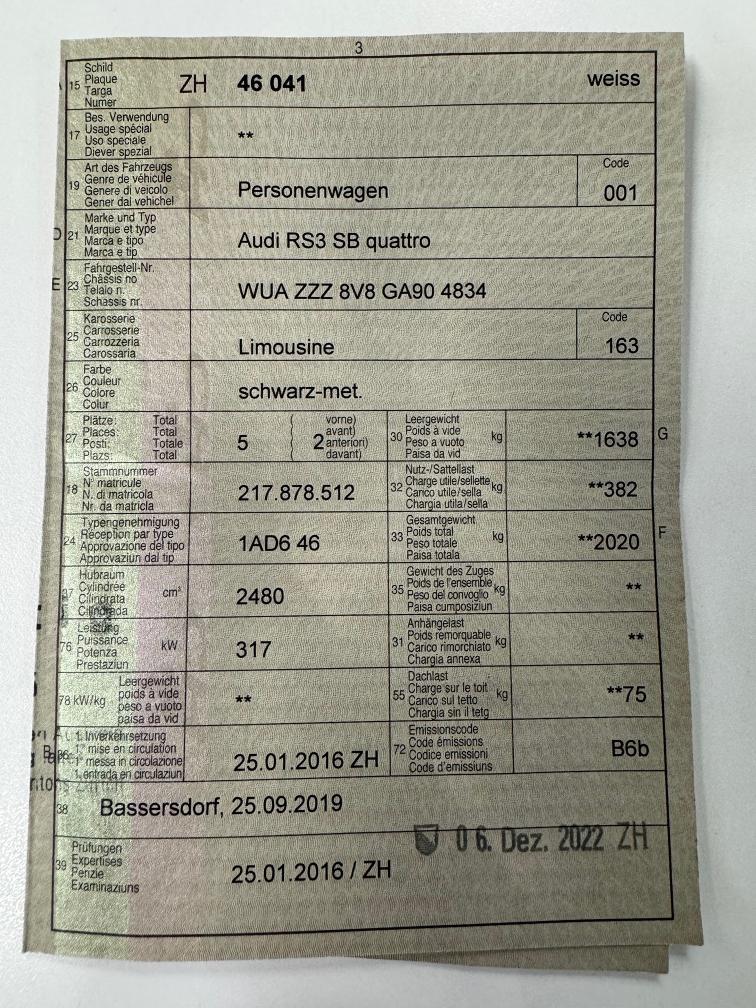 3
15 Schild
Plaque
Targa
Numer
ZH 46 041 weiss
17 Bes. Verwendung
Usage spécial
Uso speciale
Diever spezial
**
19 Art des Fahrzeugs
Genre de véhicule
Genere di veicolo
Gener dal vehichel
Personenwagen
Code
001
D 21 Marke und Typ
Marque et type
Marca e tipo
Marca e tip
Audi RS3 SB quattro
E 23 Fahrgestell-Nr.
Châssis no
Telaio n.
Schassis nr.
WUA ZZZ 8V8 GA90 4834
25 Karosserie
Carrosserie
Carrozzeria
Carossaria
Limousine
Code
163
26 Farbe
Couleur
Colore
Colur
schwarz-met.
27 Plätze: Total
Places: Total
Posti: Totale
Plazs: Total
5
2
( vorne)
avant)
anteriori)
( davant)
30 Leergewicht
Poids à vide
Peso a vuoto
Paisa da vid
kg
**1638 G
18 Stammnummer
N° matricule
N. di matricola
Nr. da matricla
217.878.512
32 Nutz-/Sattellast
Charge utile/sellette
Carico utile/sella
Chargia utila/sella
kg
**382
24 Typengenehmigung
Réception par type
Approvazione del tipo
Approvaziun dal tip
1AD6 46
33 Gesamtgewicht
Poids total
Peso totale
Paisa totala
kg
**2020 F
37 Hubraum
Cylindrée
Cilindrata
Cilindrada
cm³
2480
35 Gewicht des Zuges
Poids de l'ensemble
Peso del convoglio
Paisa cumposiziun
kg
**
76 Leistung
Puissance
Potenza
Prestaziun
kW
317
31 Anhängelast
Poids remorquable
Carico rimorchiato
Chargia annexa
kg
**
78 kW/kg
Leergewicht
poids à vide
peso a vuoto
paisa da vid
**
55 Dachlast
Charge sur le toit
Carico sul tetto
Chargia sin il tetg
kg
**75
B 36 1. Inverkehrsetzung
1re mise en circulation
1a messa in circolazione
1. entrada en circulaziun
25.01.2016 ZH
72 Emissionscode
Code émissions
Codice emissioni
Code d'emissiuns
B6b
38 Bassersdorf, 25.09.2019
39 Prüfungen
Expertises
Perizie
Examinaziuns
06. Dez. 2022 ZH
25.01.2016 / ZH